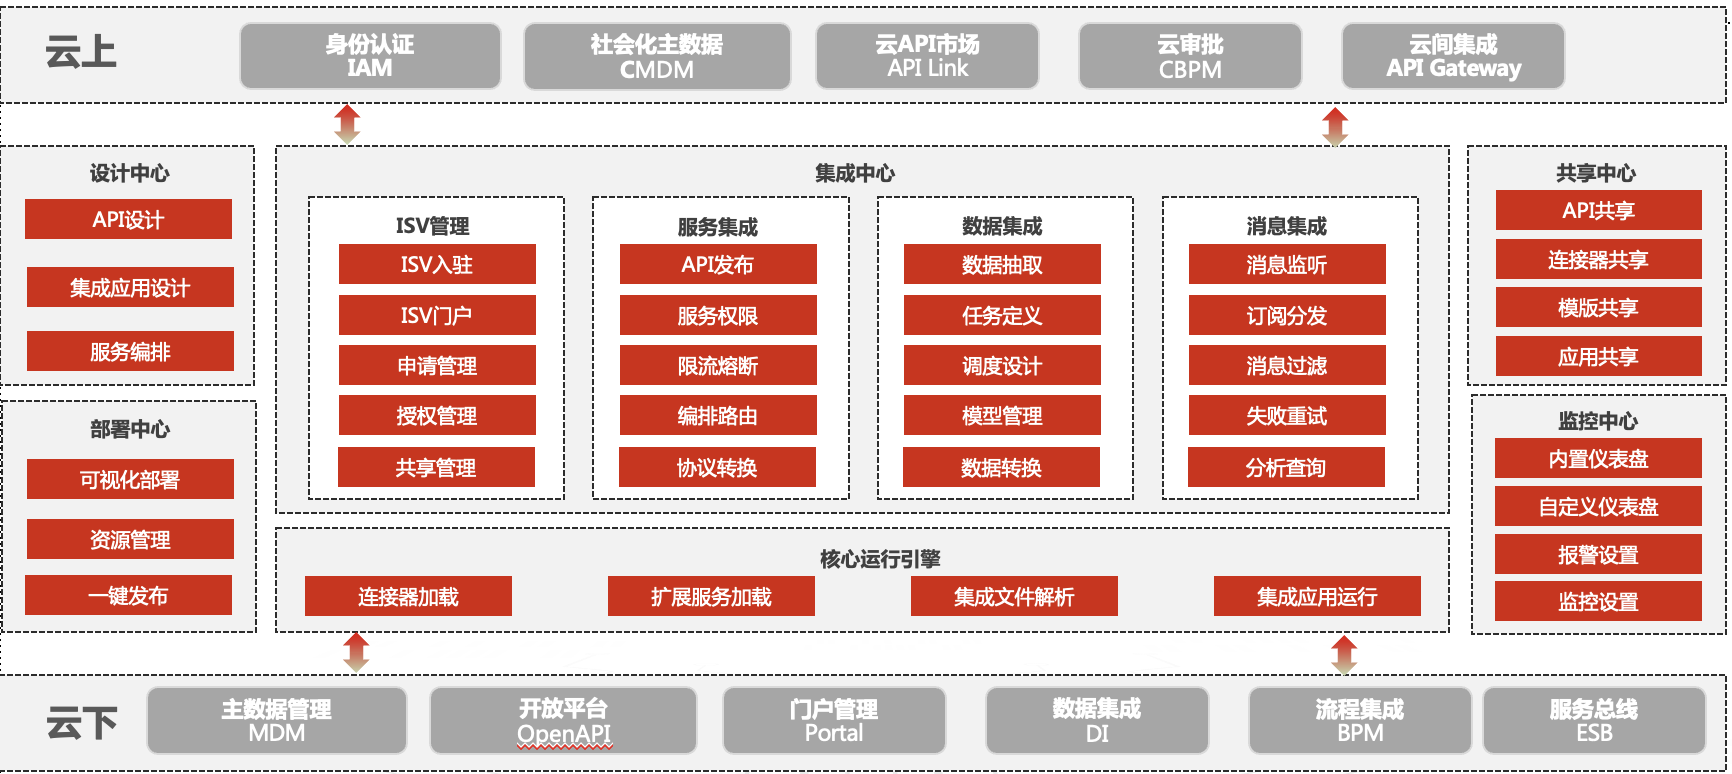 云上
身份认证
IAM
社会化主数据
CMDM
云API市场
API Link
云审批
CBPM
云间集成
API Gateway
设计中心
API设计
集成应用设计
服务编排
部署中心
可视化部署
资源管理
一键发布
集成中心
ISV管理
ISV入驻
ISV门户
申请管理
授权管理
共享管理
服务集成
API发布
服务权限
限流熔断
编排路由
协议转换
数据集成
数据抽取
任务定义
调度设计
模型管理
数据转换
消息集成
消息监听
订阅分发
消息过滤
失败重试
分析查询
核心运行引擎
连接器加载
扩展服务加载
集成文件解析
集成应用运行
共享中心
API共享
连接器共享
模版共享
应用共享
监控中心
内置仪表盘
自定义仪表盘
报警设置
监控设置
云下
主数据管理
MDM
开放平台
OpenAPI
门户管理
Portal
数据集成
DI
流程集成
BPM
服务总线
ESB